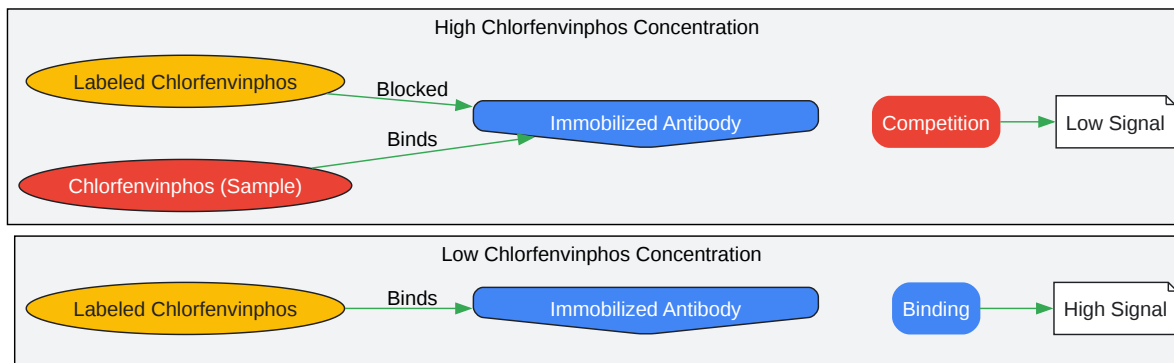 High Chlorfenvinphos Concentration
Labeled Chlorfenvinphos
Blocked
Immobilized Antibody
Competition
Low Signal
Binds
Chlorfenvinphos (Sample)
Low Chlorfenvinphos Concentration
Labeled Chlorfenvinphos
Binds
Immobilized Antibody
Binding
High Signal